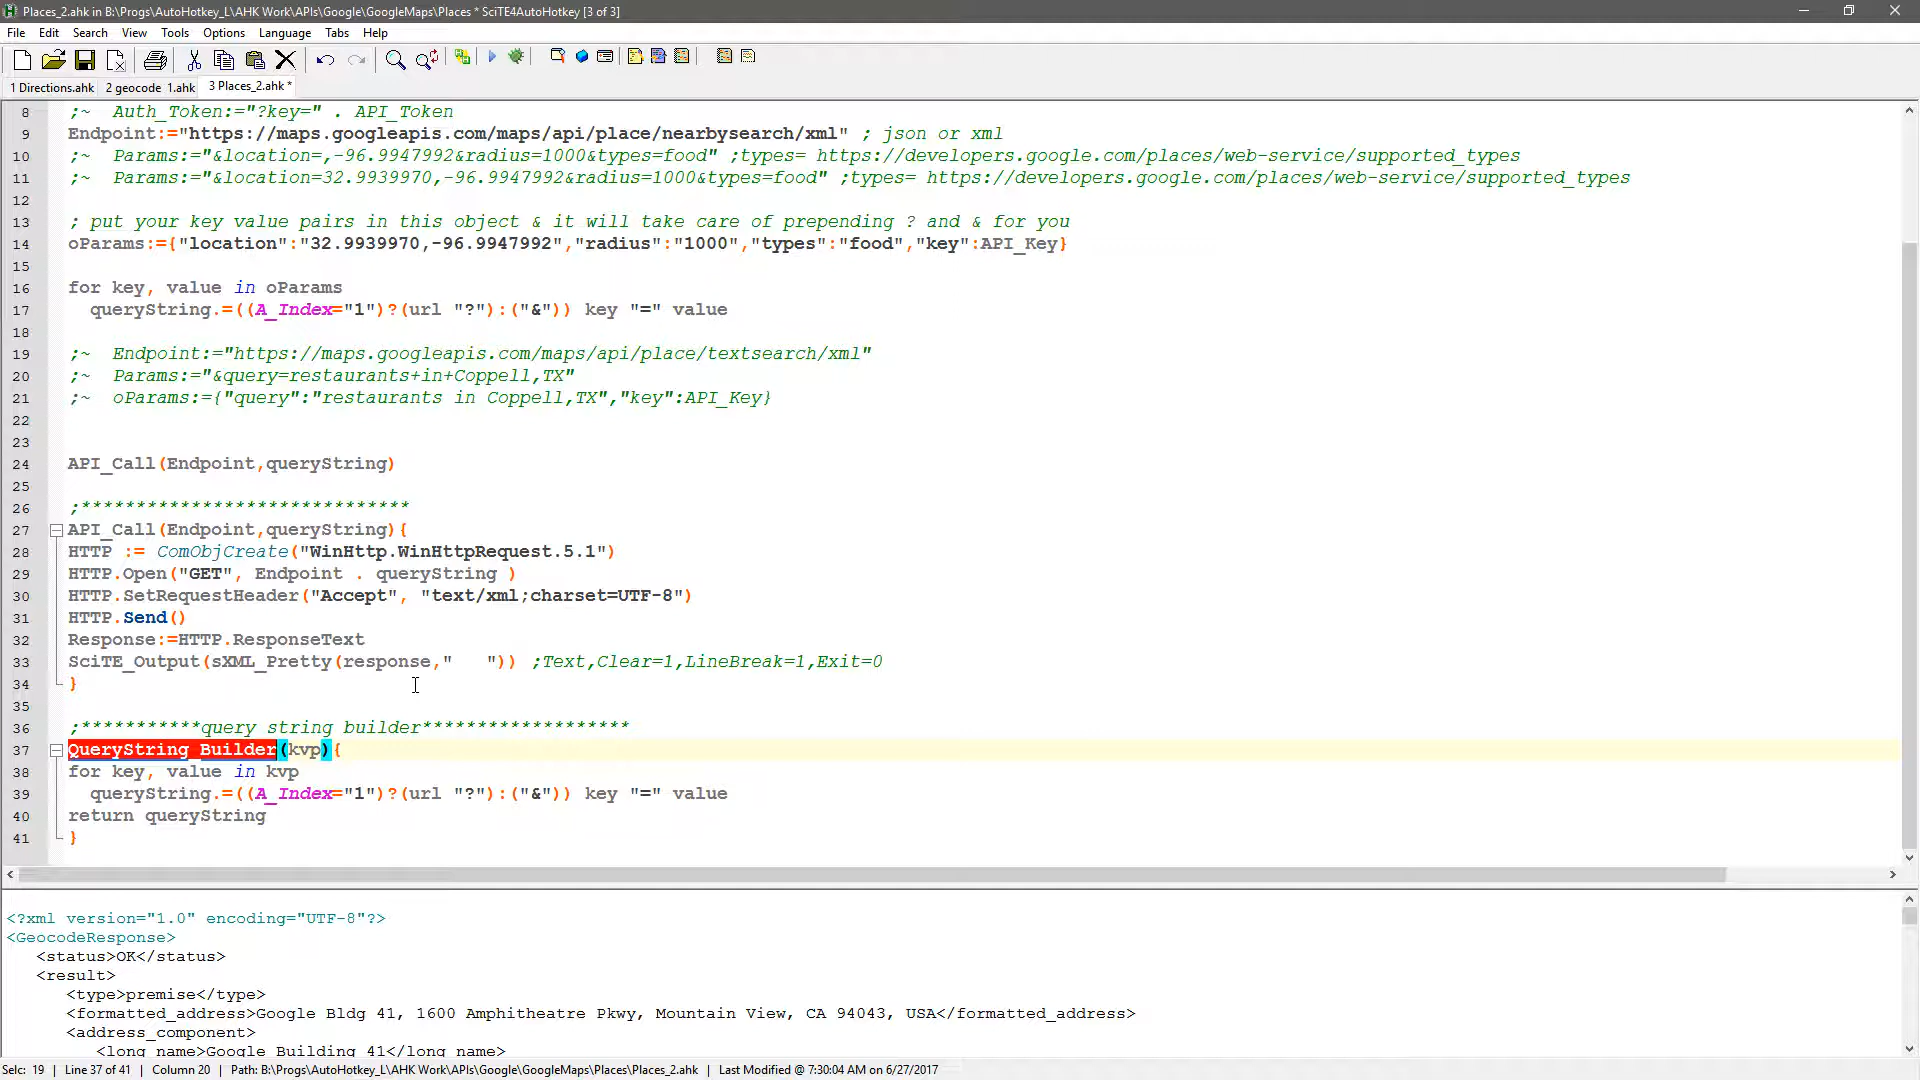 Places_2.ahk in B:\Progs\AutoHotkey_L\AHK Work\APIs\Google\GoogleMaps\Places * SciTE4AutoHotkey [3 of 3]
File Edit Search View Tools Options Language Tabs Help
1 Directions.ahk 2 geocode 1.ahk 3 Places_2.ahk *
8 ;~ Auth_Token:="?key=" . API_Token
9 Endpoint:="https://maps.googleapis.com/maps/api/place/nearbysearch/xml" ; json or xml
10 ;~ Params:="&location=,-96.9947992&radius=1000&types=food" ;types= https://developers.google.com/places/web-service/supported_types
11 ;~ Params:="&location=32.9939970,-96.9947992&radius=1000&types=food" ;types= https://developers.google.com/places/web-service/supported_types
12
13 ; put your key value pairs in this object & it will take care of prepending ? and & for you
14 oParams:={"location":"32.9939970,-96.9947992","radius":"1000","types":"food","key":API_Key}
15
16 for key, value in oParams
17 queryString.=((A_Index="1")?(url "?"):("&")) key "=" value
18
19 ;~ Endpoint:="https://maps.googleapis.com/maps/api/place/textsearch/xml"
20 ;~ Params:="&query=restaurants+in+Coppell,TX"
21 ;~ oParams:={"query":"restaurants in Coppell,TX","key":API_Key}
22
23
24 API_Call(Endpoint,queryString)
25
26 ;******************************
27 API_Call(Endpoint,queryString){
28 HTTP := ComObjCreate("WinHttp.WinHttpRequest.5.1")
29 HTTP.Open("GET", Endpoint . queryString )
30 HTTP.SetRequestHeader("Accept", "text/xml;charset=UTF-8")
31 HTTP.Send()
32 Response:=HTTP.ResponseText
33 SciTE_Output(sXML_Pretty(response,"   ")) ;Text,Clear=1,LineBreak=1,Exit=0
34 }
35
36 ;***********query string builder*******************
37 QueryString_Builder(kvp){
38 for key, value in kvp
39 queryString.=((A_Index="1")?(url "?"):("&")) key "=" value
40 return queryString
41 }
<?xml version="1.0" encoding="UTF-8"?>
<GeocodeResponse>
<status>OK</status>
<result>
<type>premise</type>
<formatted_address>Google Bldg 41, 1600 Amphitheatre Pkwy, Mountain View, CA 94043, USA</formatted_address>
<address_component>
<long_name>Google Building 41</long_name>
Selc: 19 | Line 37 of 41 | Column 20 | Path: B:\Progs\AutoHotkey_L\AHK Work\APIs\Google\GoogleMaps\Places\Places_2.ahk | Last Modified @ 7:30:04 AM on 6/27/2017